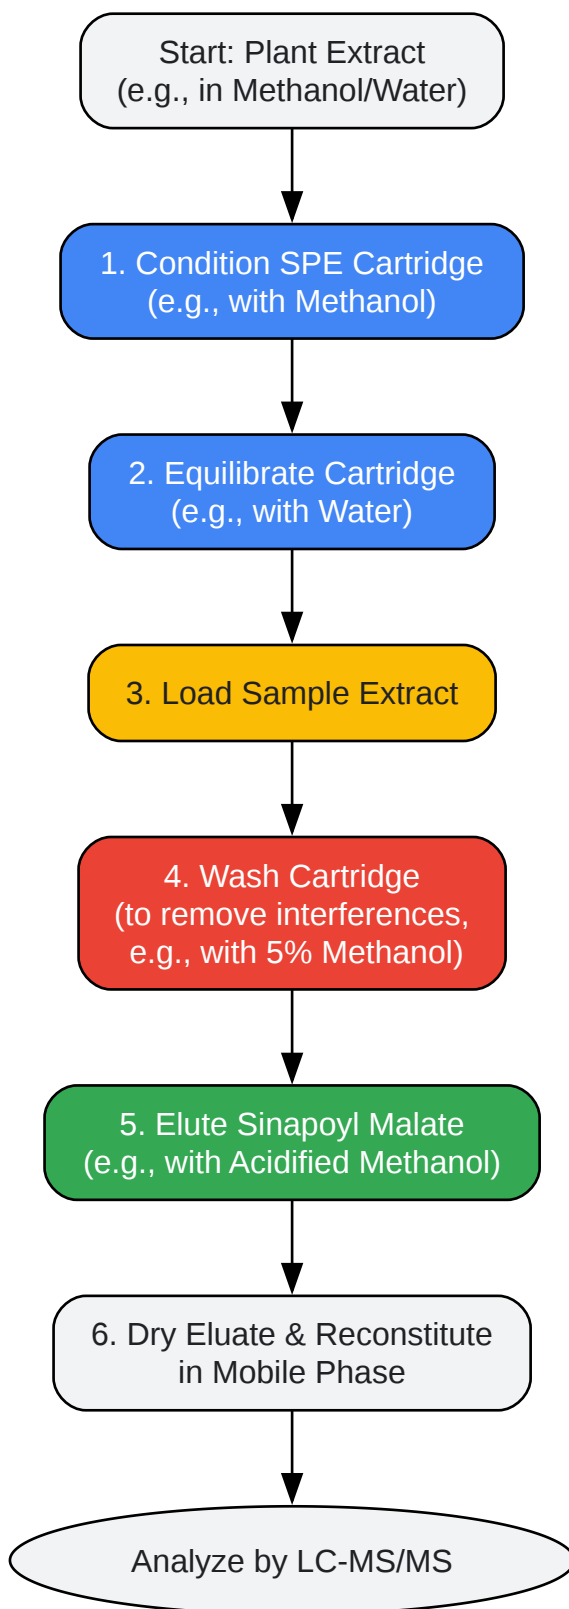 Start: Plant Extract
(e.g., in Methanol/Water)
1. Condition SPE Cartridge
(e.g., with Methanol)
2. Equilibrate Cartridge
(e.g., with Water)
3. Load Sample Extract
4. Wash Cartridge
(to remove interferences,
e.g., with 5% Methanol)
5. Elute Sinapoyl Malate
(e.g., with Acidified Methanol)
6. Dry Eluate & Reconstitute
in Mobile Phase
Analyze by LC-MS/MS